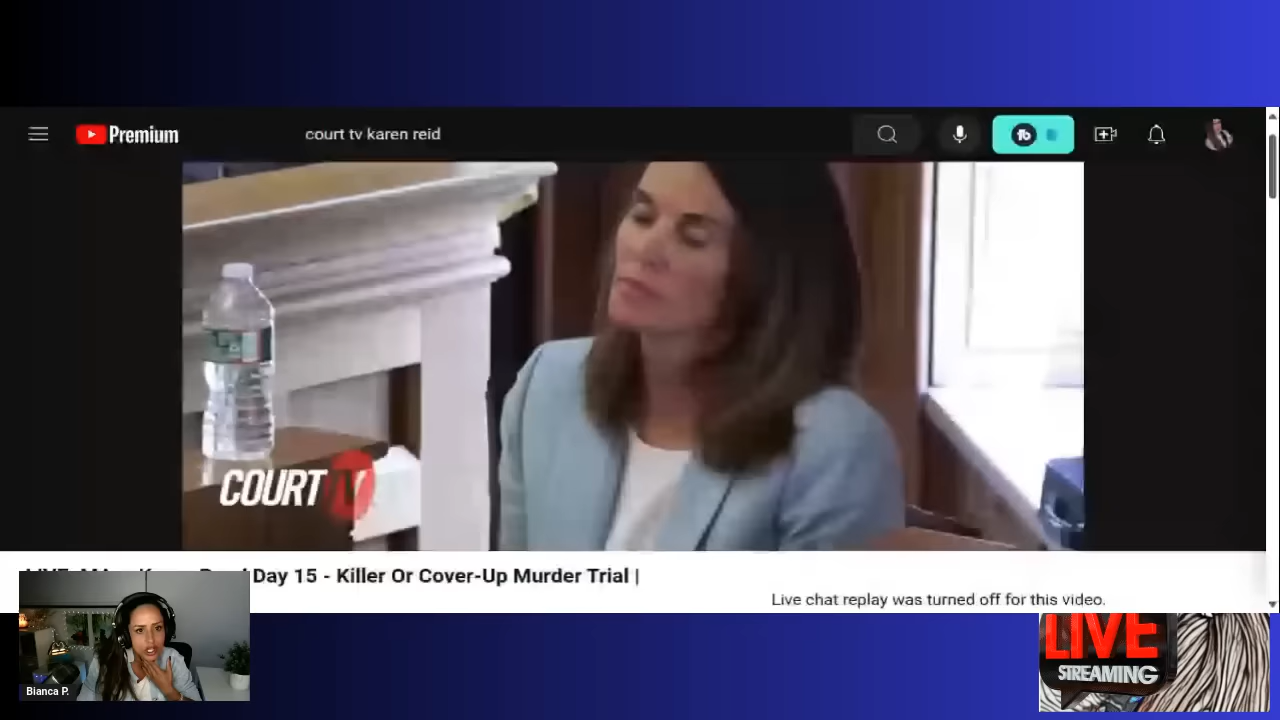 Premium
court tv karen reid
COURT TV
Day 15 - Killer Or Cover-Up Murder Trial |
Live chat replay was turned off for this video.
Bianca P.
LIVE
STREAMING